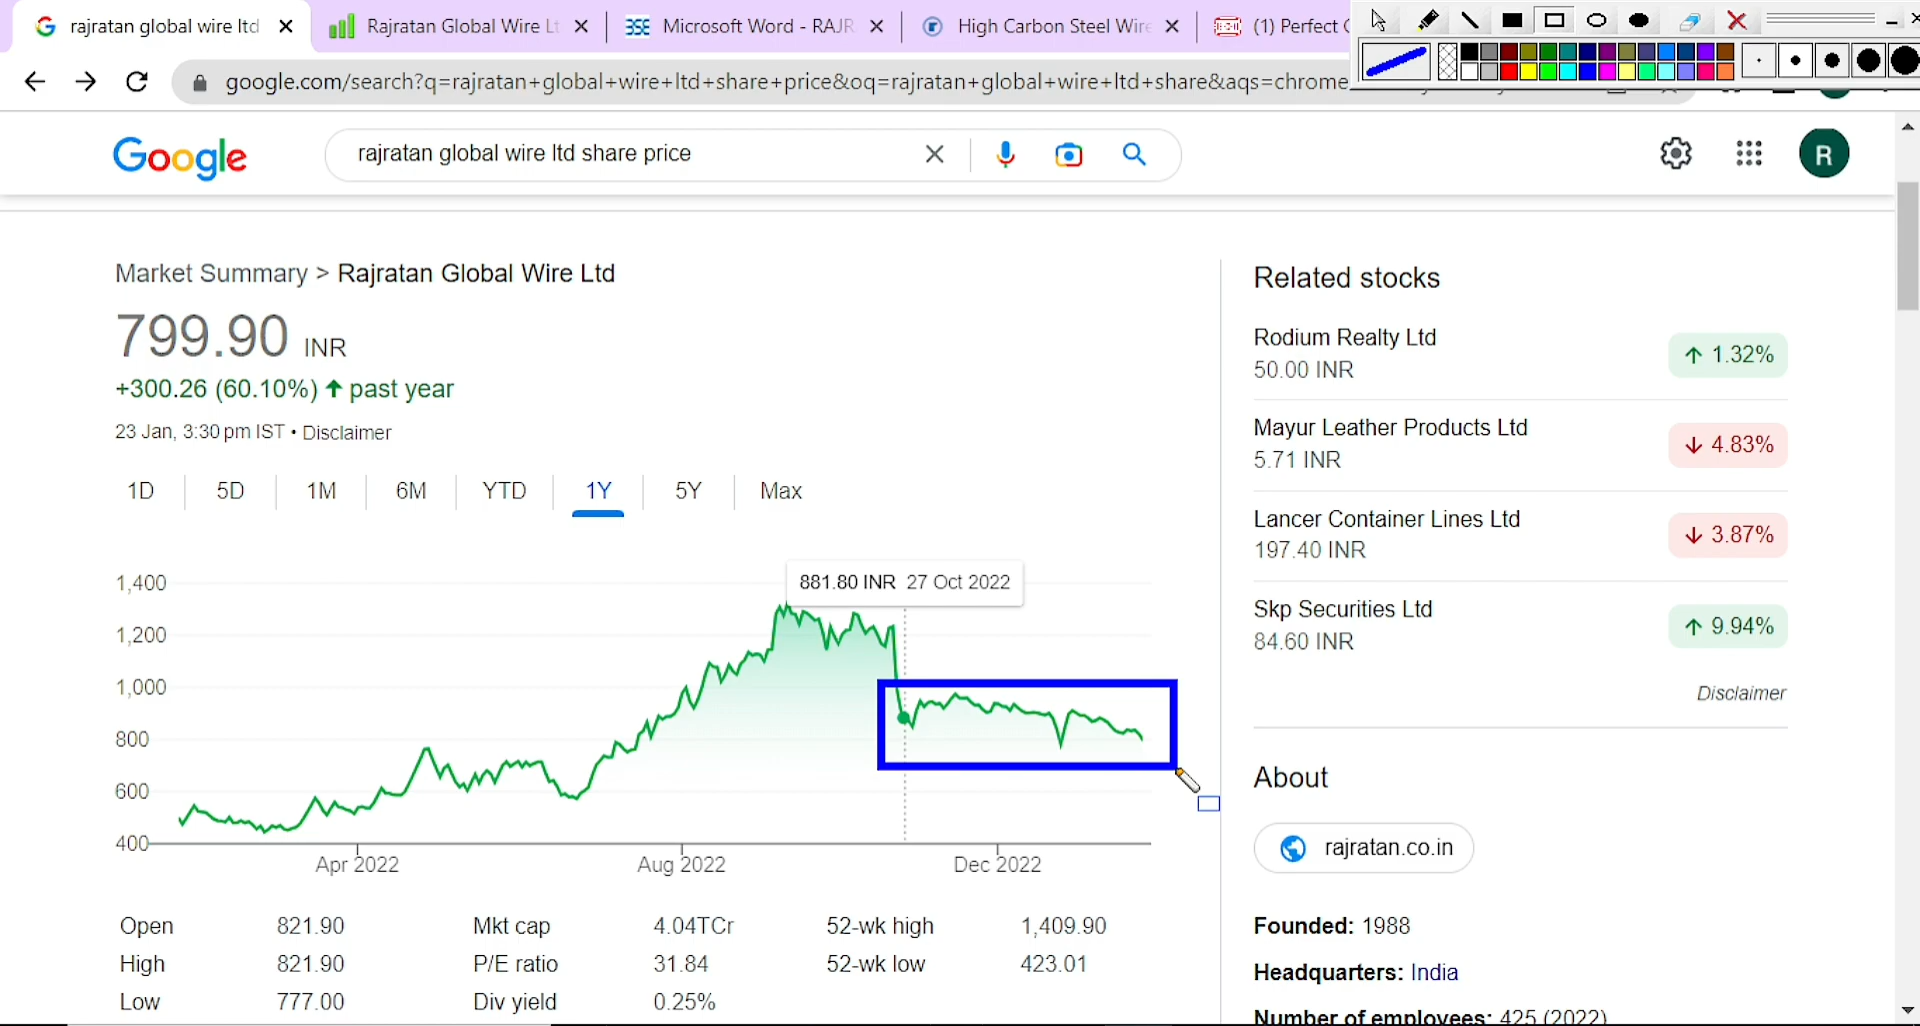 rajratan global wire ltd
Rajratan Global Wire Lt
BSE
Microsoft Word - RAJR
High Carbon Steel Wire
(1) Perfect
google.com/search?q=rajratan+global+wire+ltd+share+price&oq=rajratan+global+wire+ltd+share&aqs=chrome
Google
rajratan global wire ltd share price
R
Market Summary > Rajratan Global Wire Ltd
799.90 INR
+300.26 (60.10%) ↑ past year
23 Jan, 3:30 pm IST • Disclaimer
1D 5D 1M 6M YTD 1Y 5Y Max
881.80 INR 27 Oct 2022
1,400
1,200
1,000
800
600
400
Apr 2022 Aug 2022 Dec 2022
Open 821.90 Mkt cap 4.04TCr 52-wk high 1,409.90
High 821.90 P/E ratio 31.84 52-wk low 423.01
Low 777.00 Div yield 0.25%
Related stocks
Rodium Realty Ltd
50.00 INR
↑ 1.32%
Mayur Leather Products Ltd
5.71 INR
↓ 4.83%
Lancer Container Lines Ltd
197.40 INR
↓ 3.87%
Skp Securities Ltd
84.60 INR
↑ 9.94%
Disclaimer
About
rajratan.co.in
Founded: 1988
Headquarters: India
Number of employees: 425 (2022)